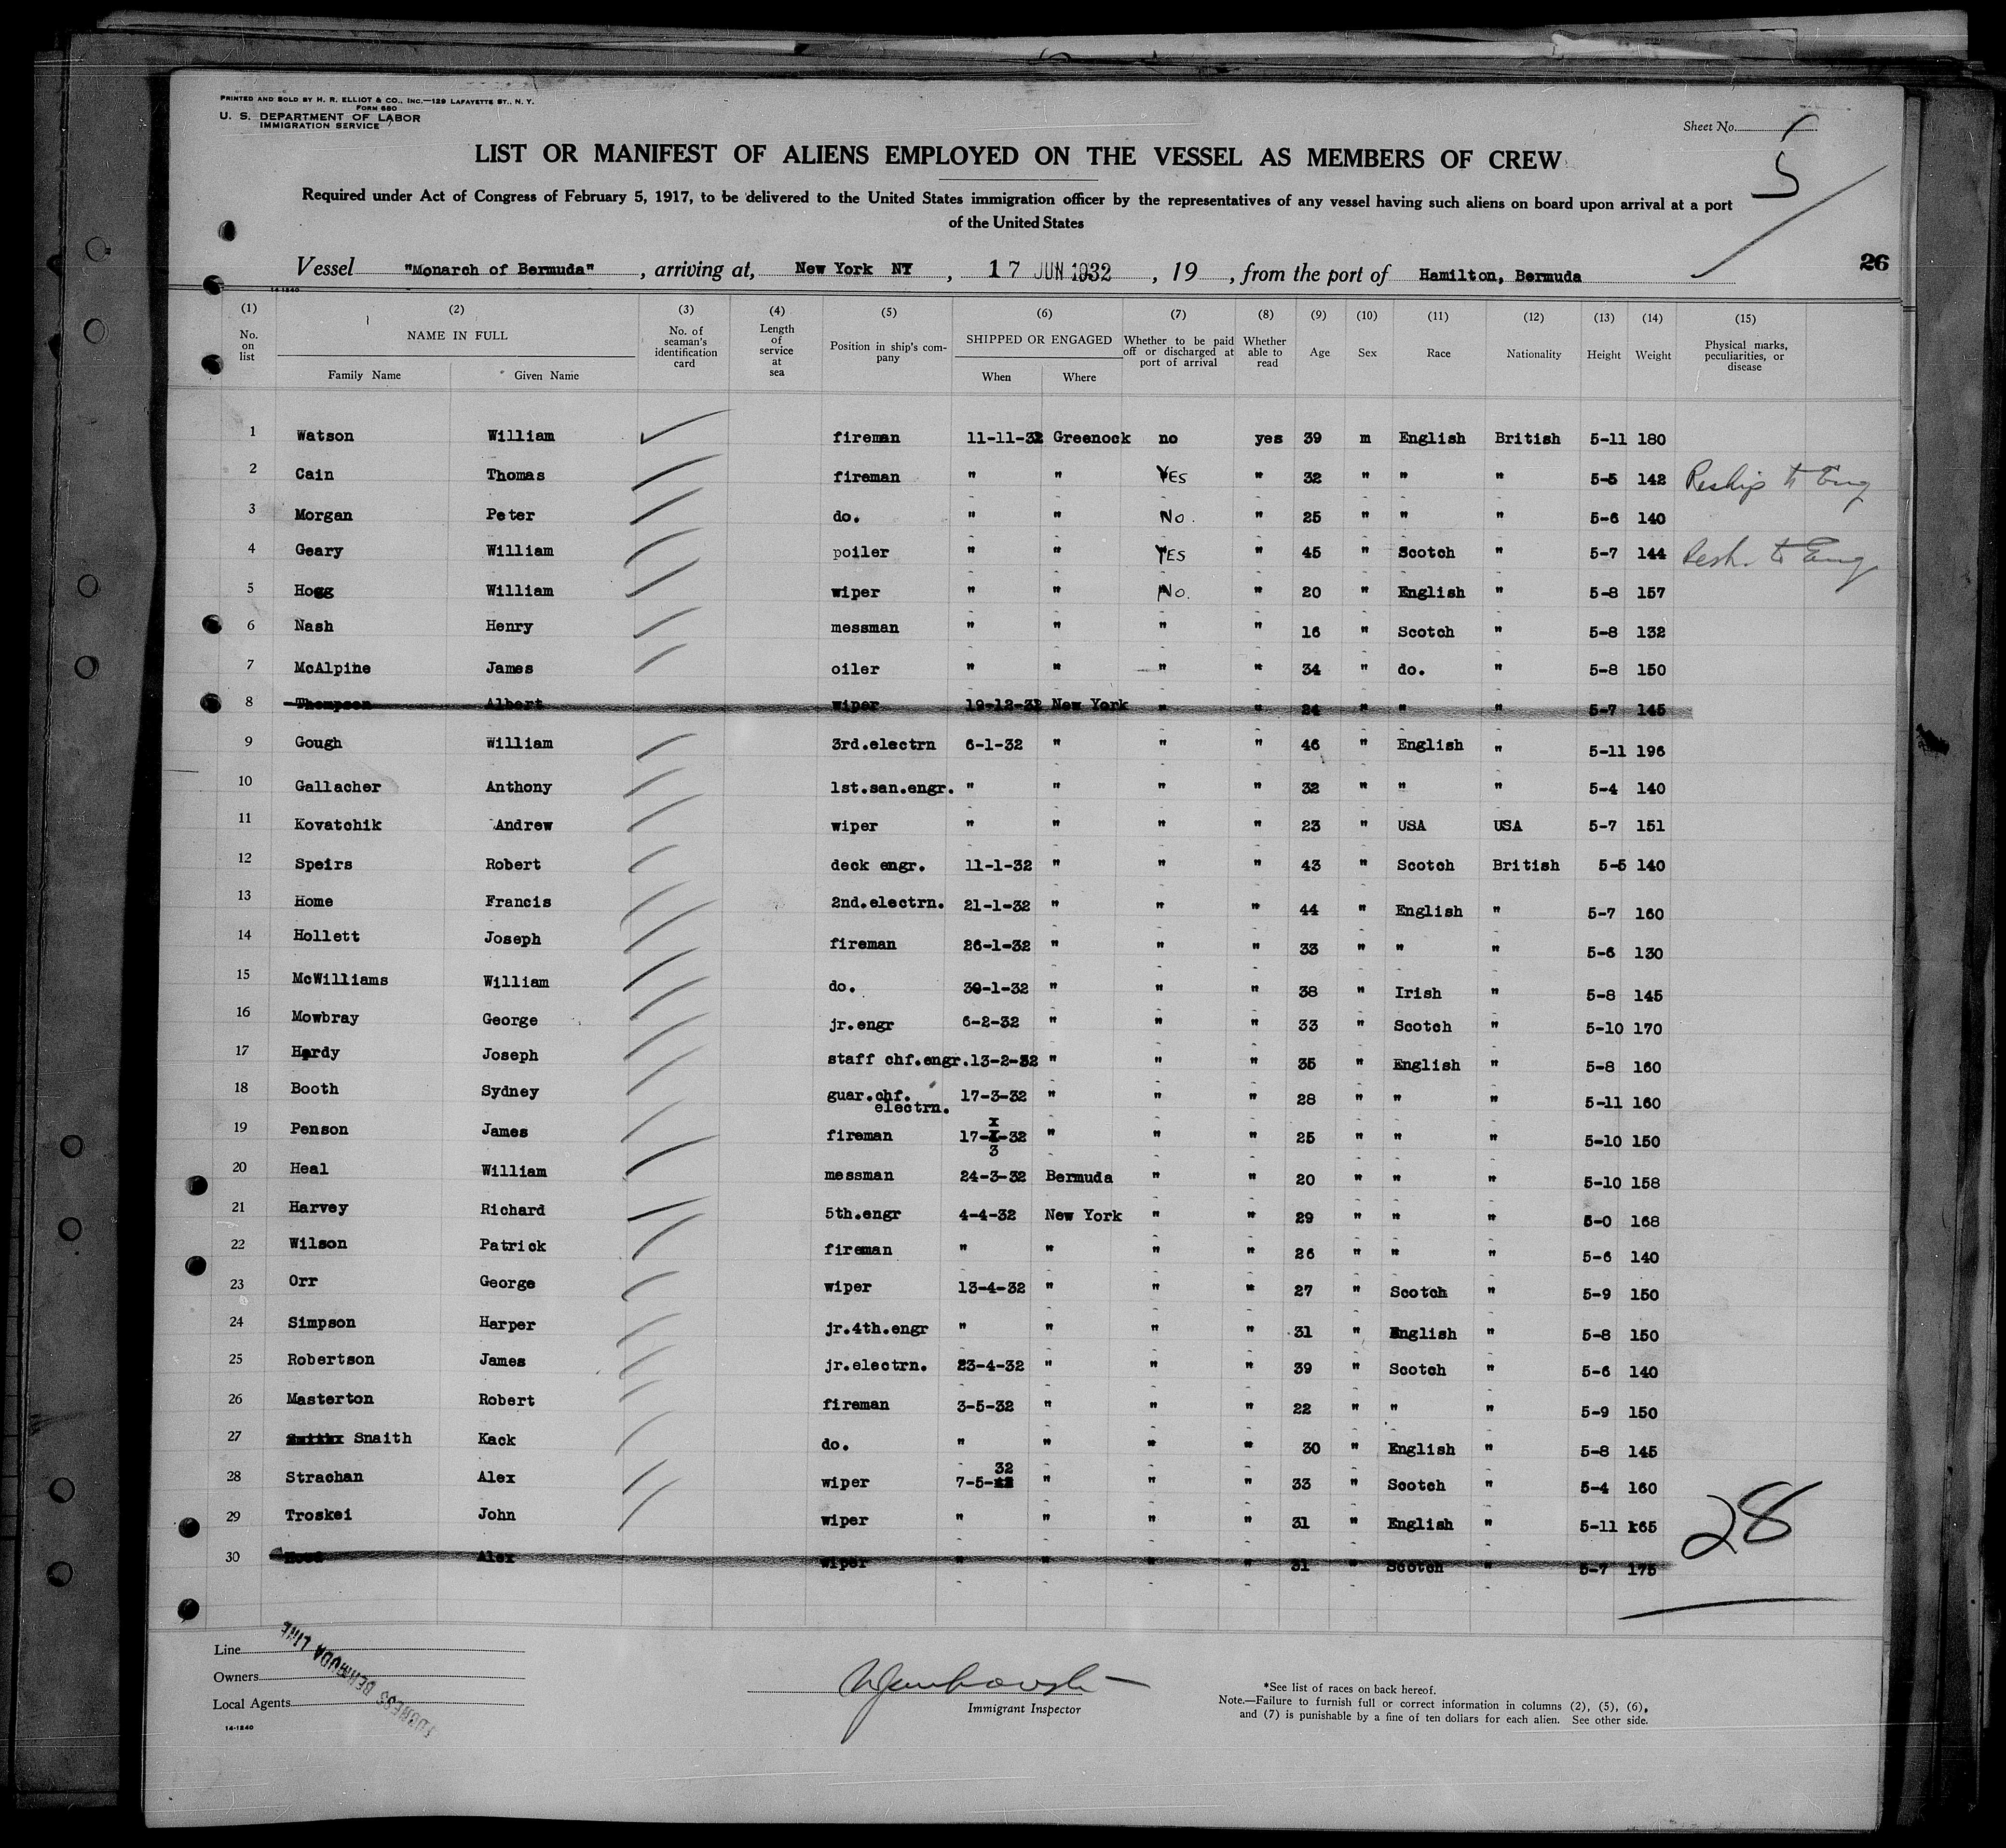 PRINTED AND SOLD BY H. R. ELLIOT & CO., INC.—129 LAFAYETTE ST., N. Y.
FORM 680
U. S. DEPARTMENT OF LABOR
IMMIGRATION SERVICE
Sheet No.
5
LIST OR MANIFEST OF ALIENS EMPLOYED ON THE VESSEL AS MEMBERS OF CREW
Required under Act of Congress of February 5, 1917, to be delivered to the United States immigration officer by the representatives of any vessel having such aliens on board upon arrival at a port
of the United States
Vessel "Monarch of Bermuda", arriving at, New York NY, 17 JUN 1932, 19 , from the port of Hamilton, Bermuda
26
14-1240
(1) (2) (3) (4) (5) (6) (7) (8) (9) (10) (11) (12) (13) (14) (15)
No. on list NAME IN FULL No. of seaman's identification card Length of service at sea Position in ship's company SHIPPED OR ENGAGED Whether to be paid off or discharged at port of arrival Whether able to read Age Sex Race Nationality Height Weight Physical marks, peculiarities, or disease
Family Name Given Name When Where
1 Watson William fireman 11-11-32 Greenock no yes 39 m English British 5-11 180
2 Cain Thomas fireman " " YES " 32 " " " 5-5 142 Reship to Eng
3 Morgan Peter do. " " No. " 25 " " " 5-6 140
4 Geary William poiler " " YES " 45 " Scotch " 5-7 144 Resh. to Eng
5 Hogg William wiper " " No. " 20 " English " 5-8 157
6 Nash Henry messman " " " " 16 " Scotch " 5-8 132
7 McAlpine James oiler " " " " 34 " do. " 5-8 150
8 Thompson Albert wiper 19-12-32 New York " " 24 " " " 5-7 145
9 Gough William 3rd.electrn 6-1-32 " " " 46 " English " 5-11 196
10 Gallacher Anthony 1st.san.engr. " " " " 32 " " " 5-4 140
11 Kovatchik Andrew wiper " " " " 23 " USA USA 5-7 151
12 Speirs Robert deck engr. 11-1-32 " " " 43 " Scotch British 5-5 140
13 Home Francis 2nd.electrn. 21-1-32 " " " 44 " English " 5-7 160
14 Hollett Joseph fireman 26-1-32 " " " 33 " " " 5-6 130
15 McWilliams William do. 30-1-32 " " " 38 " Irish " 5-8 145
16 Mowbray George jr.engr 6-2-32 " " " 33 " Scotch " 5-10 170
17 Hardy Joseph staff chf.engr. 13-2-32 " " " 35 " English " 5-8 160
18 Booth Sydney guar.chf. electrn. 17-3-32 " " " 28 " " " 5-11 160
19 Penson James fireman 17-3-32 " " " 25 " " " 5-10 150
20 Heal William messman 24-3-32 Bermuda " " 20 " " " 5-10 158
21 Harvey Richard 5th.engr 4-4-32 New York " " 29 " " " 5-0 168
22 Wilson Patrick fireman " " " " 26 " " " 5-6 140
23 Orr George wiper 13-4-32 " " " 27 " Scotch " 5-9 150
24 Simpson Harper jr.4th.engr " " " " 31 " English " 5-8 150
25 Robertson James jr.electrn. 23-4-32 " " " 39 " Scotch " 5-6 140
26 Masterton Robert fireman 3-5-32 " " " 22 " " " 5-9 150
27 Snaith Kack do. " " " " 30 " English " 5-8 145
28 Strachan Alex wiper 7-5-32 " " " 33 " Scotch " 5-4 160
29 Troskei John wiper " " " " 31 " English " 5-11 165
30 Alex wiper " " " " 31 " Scotch " 5-7 175
28
Line
Owners
Local Agents
FURNESS BERMUDA LINE
14-1240
Immigrant Inspector
*See list of races on back hereof.
Note.—Failure to furnish full or correct information in columns (2), (5), (6),
and (7) is punishable by a fine of ten dollars for each alien. See other side.